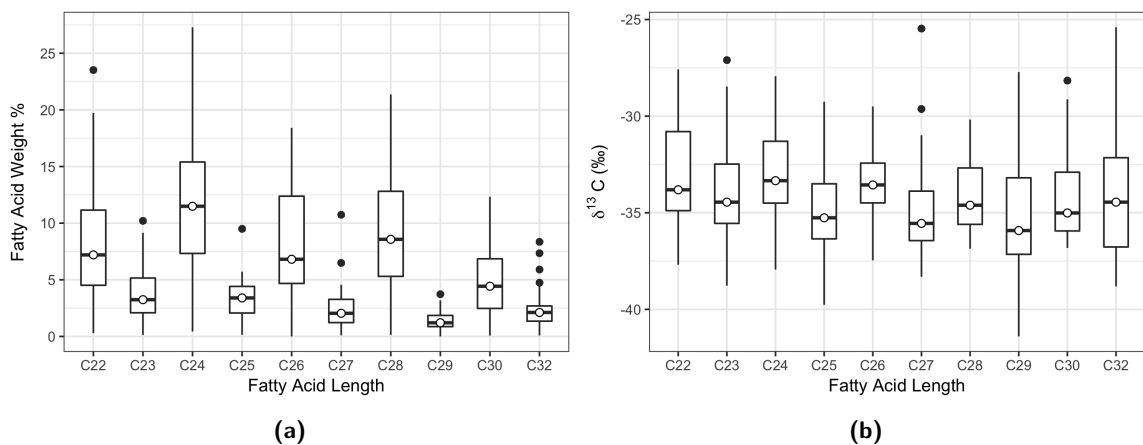 25
20
15
10
5
0
Fatty Acid Weight %
C22 C23 C24 C25 C26 C27 C28 C29 C30 C32
Fatty Acid Length
(a)
-25
-30
-35
-40
δ¹³ C (‰)
C22 C23 C24 C25 C26 C27 C28 C29 C30 C32
Fatty Acid Length
(b)